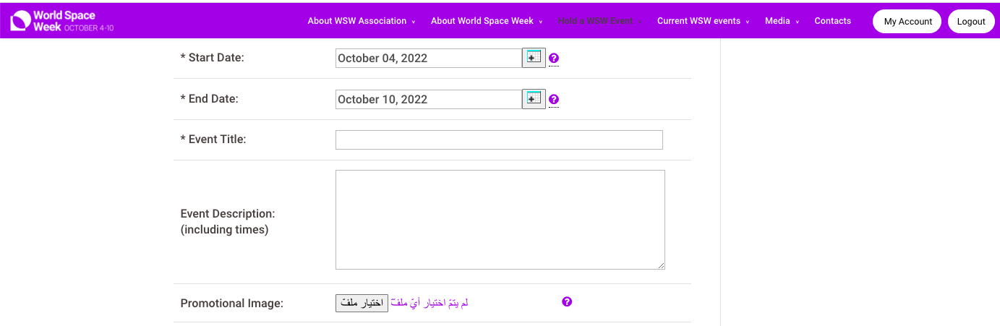 World Space
Week OCTOBER 4-10
About WSW Association
About World Space Week
Hold a WSW Event
Current WSW events
Media
Contacts
My Account
Logout
* Start Date:
October 04, 2022
* End Date:
October 10, 2022
* Event Title:
Event Description:
(including times)
Promotional Image:
اختيار ملفّ
لم يتمّ اختيار أيّ ملفّ